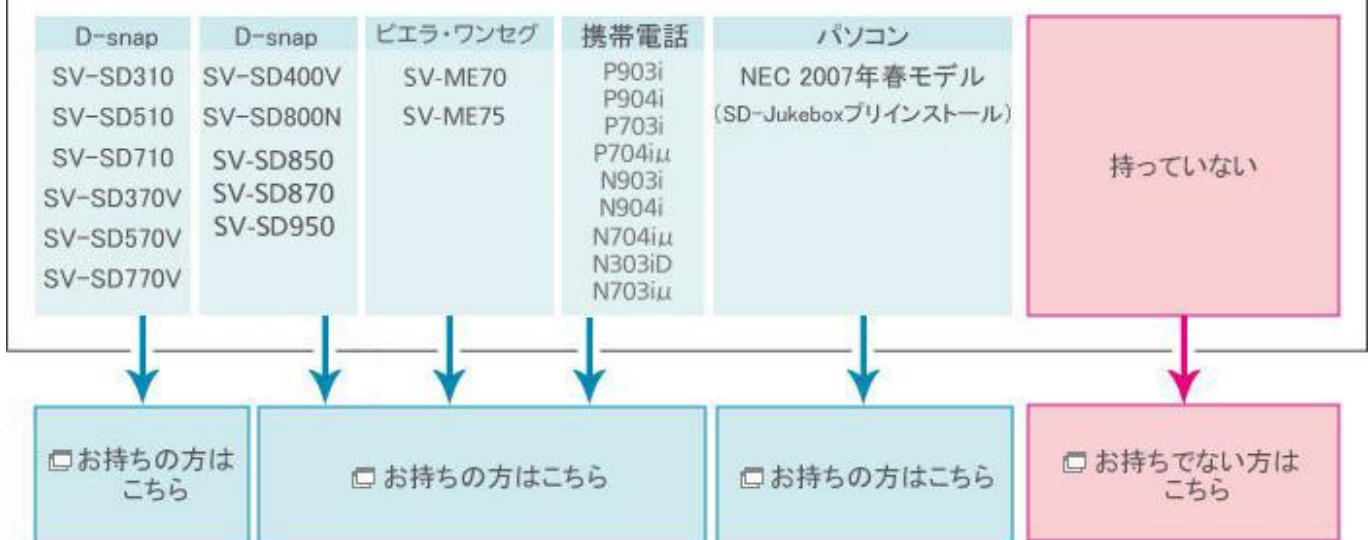 D-snap
SV-SD310
SV-SD510
SV-SD710
SV-SD370V
SV-SD570V
SV-SD770V
D-snap
SV-SD400V
SV-SD800N
SV-SD850
SV-SD870
SV-SD950
ビエラ・ワンセグ
SV-ME70
SV-ME75
携帯電話
P903i
P904i
P703i
P704iμ
N903i
N904i
N704iμ
N303iD
N703iμ
パソコン
NEC 2007年春モデル
(SD-Jukeboxプリインストール)
持っていない
お持ちの方は
こちら
お持ちの方はこちら
お持ちの方はこちら
お持ちでない方は
こちら